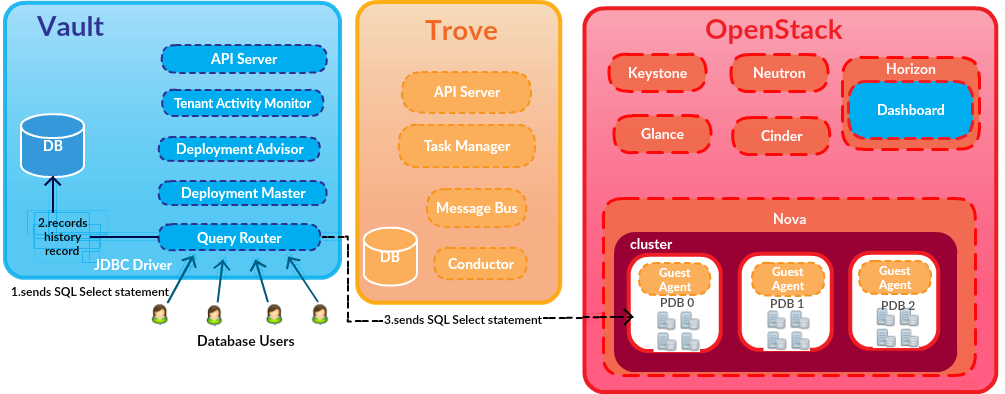 Vault
API Server
Tenant Activity Monitor
Deployment Advisor
Deployment Master
Query Router
DB
2.records
history
record
JDBC Driver
1.sends SQL Select statement
Database Users
3.sends SQL Select statement
Trove
API Server
Task Manager
Message Bus
Conductor
DB
OpenStack
Keystone
Neutron
Horizon
Dashboard
Glance
Cinder
Nova
cluster
Guest
Agent
PDB 0
Guest
Agent
PDB 1
Guest
Agent
PDB 2